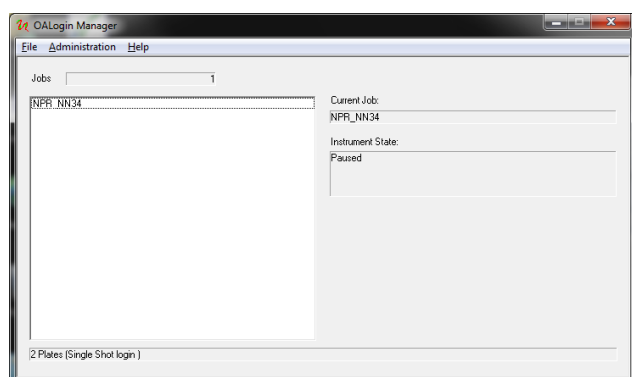 OALogin Manager
File Administration Help
Jobs 1
NPR_NN34
Current Job:
NPR_NN34
Instrument State:
Paused
2 Plates (Single Shot login )